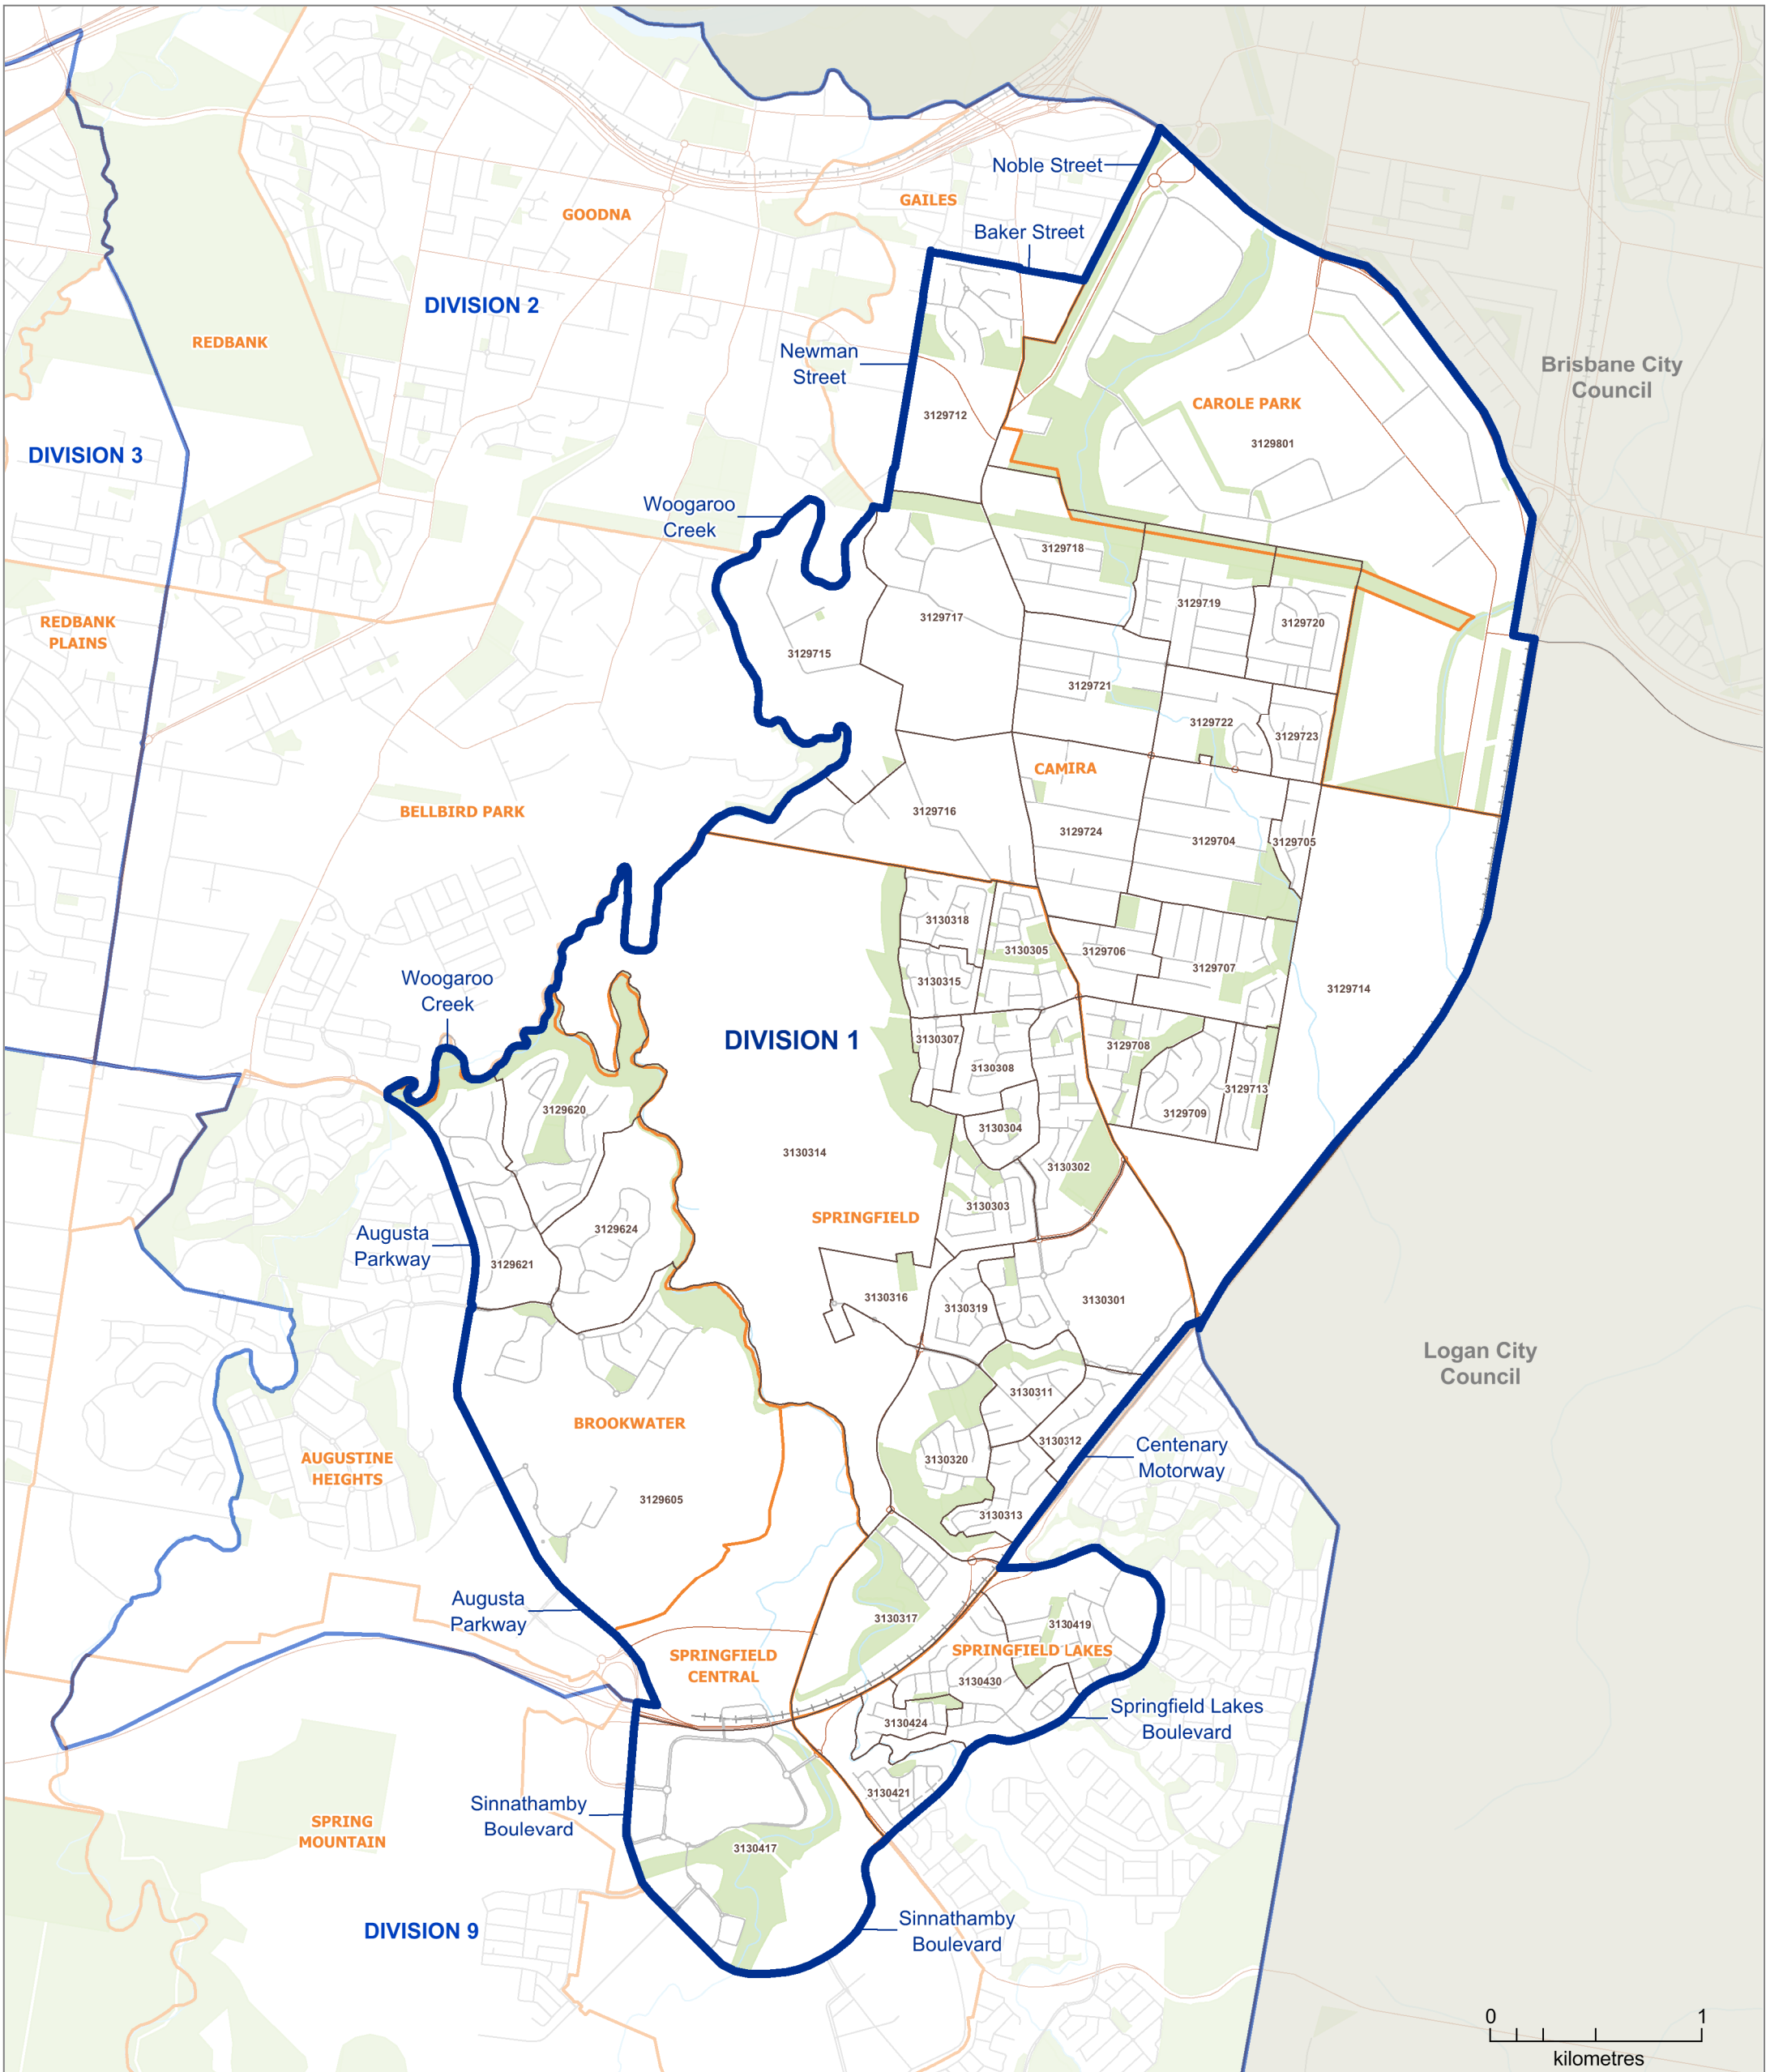 Noble Street
GAILES
GOODNA
Baker Street
DIVISION 2
REDBANK
Newman
Street
Brisbane City
Council
CAROLE PARK
3129712
3129801
DIVISION 3
Woogaroo
Creek
3129718
3129719
3129720
3129717
REDBANK
PLAINS
3129715
3129721
3129722
3129723
CAMIRA
BELLBIRD PARK
3129716
3129724
3129704
3129705
3130318
3130305
3129706
3129707
3130315
3129714
Woogaroo
Creek
DIVISION 1
3130307
3129708
3130308
3129713
3129620
3129709
3130304
3130314
3130302
3130303
SPRINGFIELD
Augusta
Parkway
3129624
3129621
3130316
3130319
3130301
Logan City
Council
3130311
BROOKWATER
3130312
Centenary
Motorway
AUGUSTINE
HEIGHTS
3130320
3129605
3130313
Augusta
Parkway
3130317
3130419
SPRINGFIELD LAKES
SPRINGFIELD
CENTRAL
3130430
Springfield Lakes
Boulevard
3130424
3130421
Sinnathamby
Boulevard
SPRING
MOUNTAIN
3130417
DIVISION 9
Sinnathamby
Boulevard
0 1
kilometres